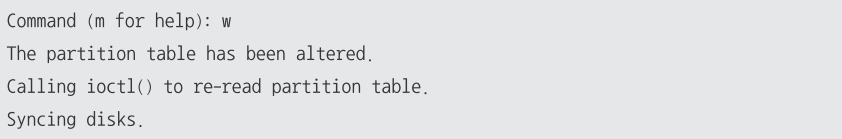 Command (m for help): w
The partition table has been altered.
Calling ioctl() to re-read partition table.
Syncing disks.